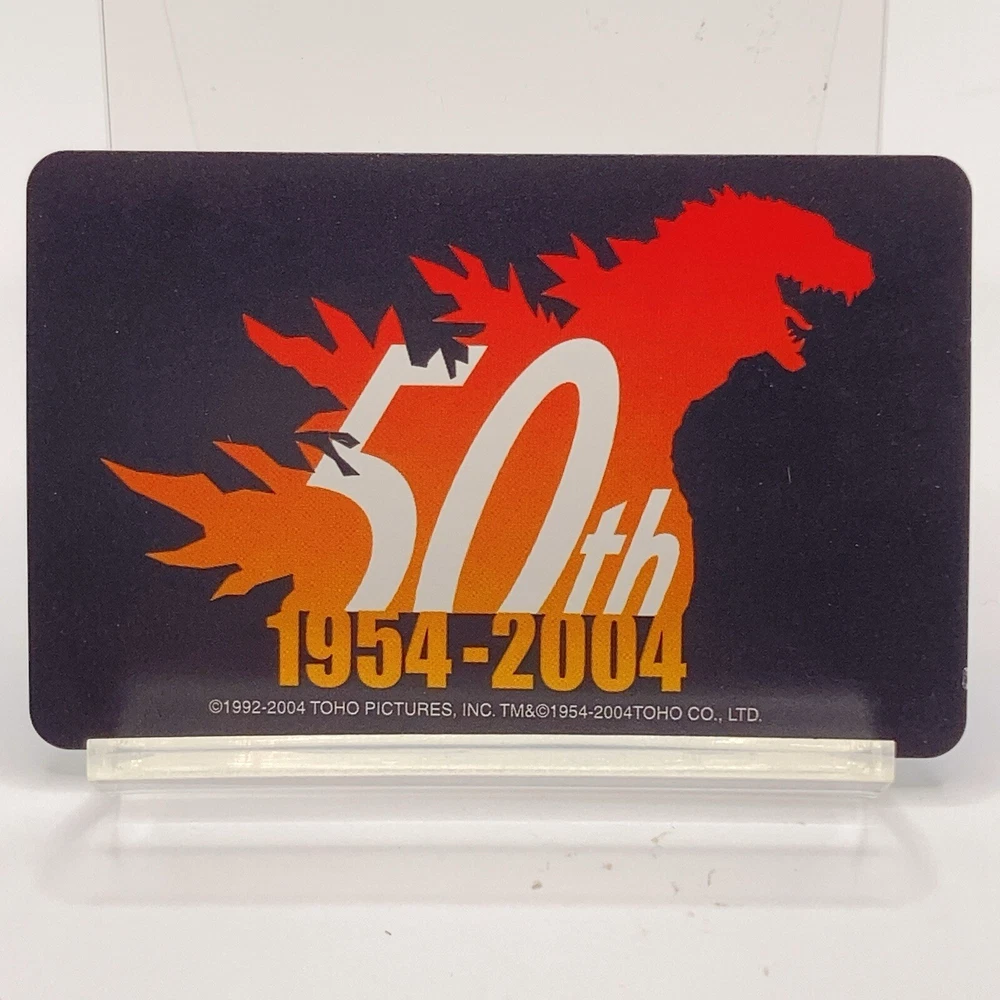 50th
1954-2004
©1992-2004 TOHO PICTURES, INC. TM&©1954-2004TOHO CO., LTD.